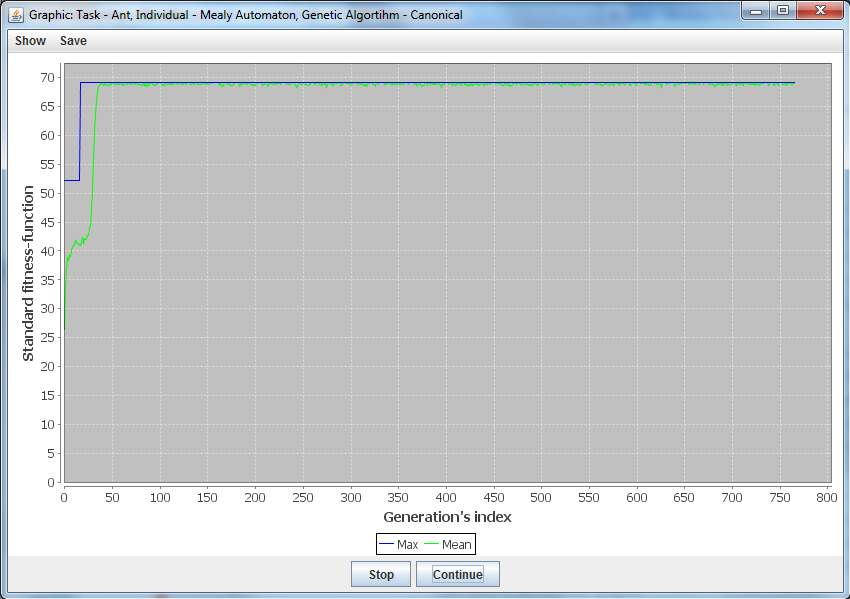 Graphic: Task - Ant, Individual - Mealy Automaton, Genetic Algortihm - Canonical
Show Save
Standard fitness-function
70
65
60
55
50
45
40
35
30
25
20
15
10
5
0
0 50 100 150 200 250 300 350 400 450 500 550 600 650 700 750 800
Generation's index
Max Mean
Stop Continue